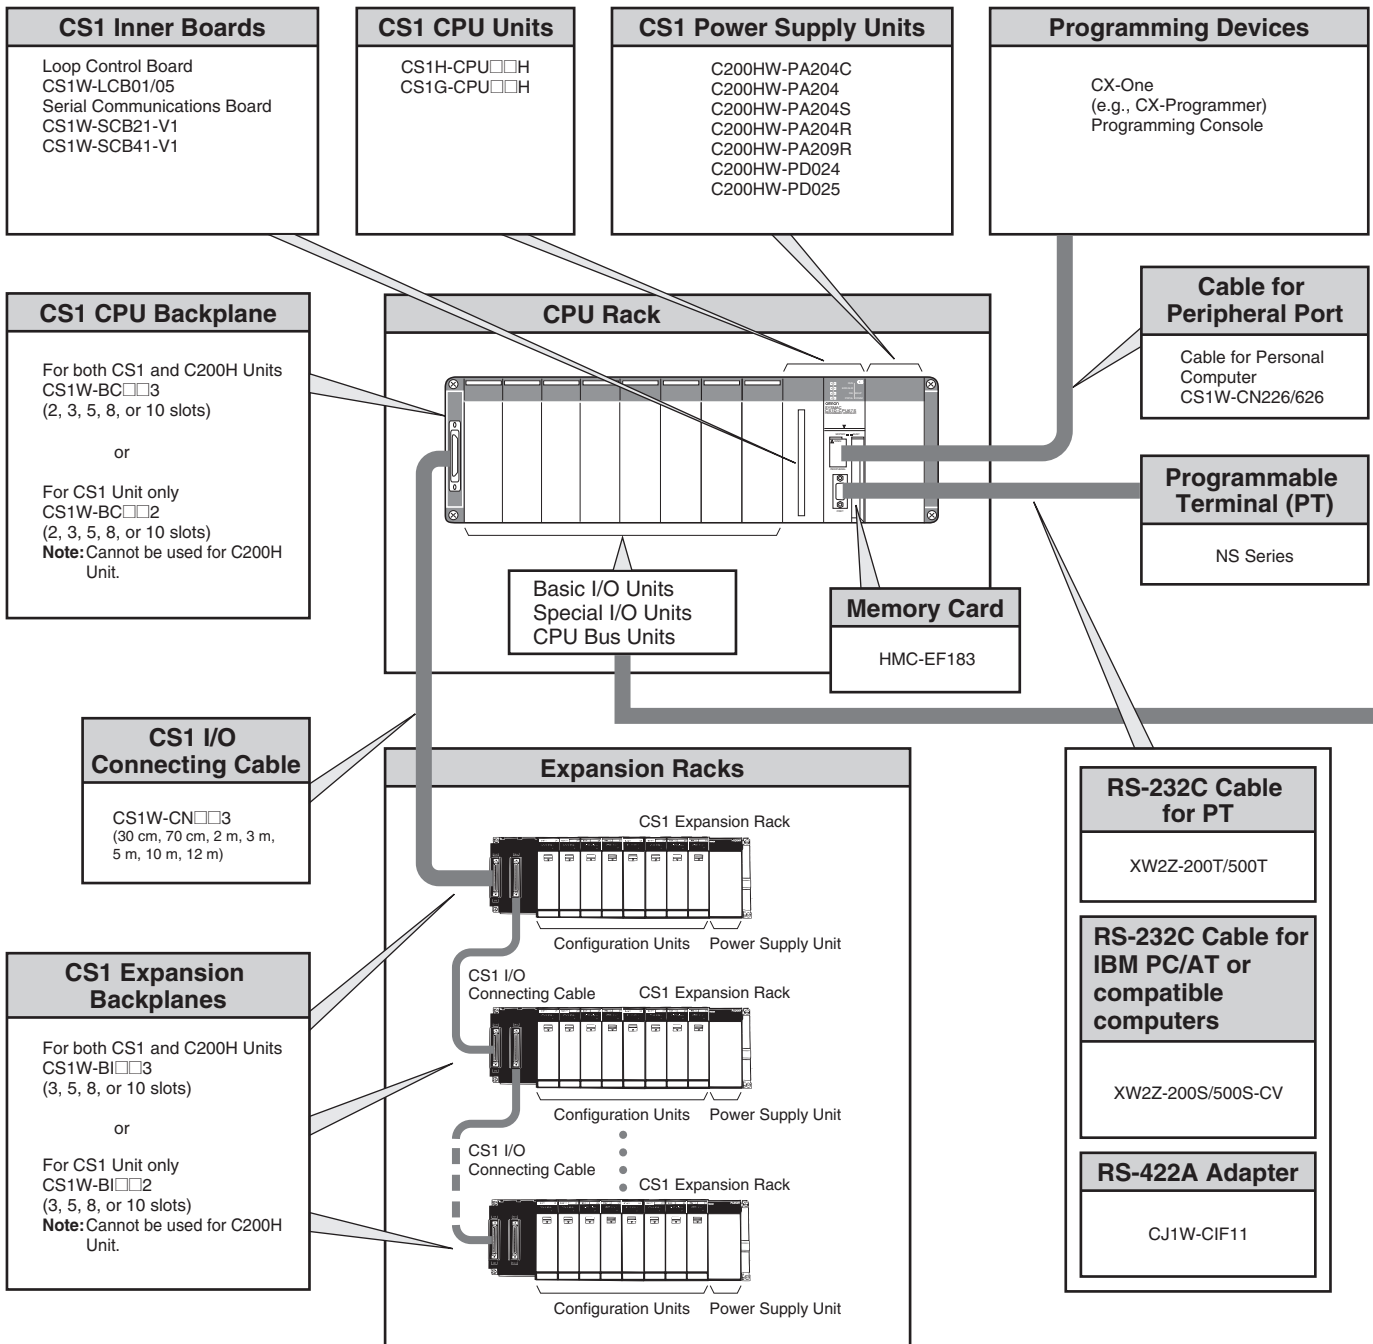 CS1 Inner Boards
Loop Control Board
CS1W-LCB01/05
Serial Communications Board
CS1W-SCB21-V1
CS1W-SCB41-V1
CS1 CPU Units
CS1H-CPU□□H
CS1G-CPU□□H
CS1 Power Supply Units
C200HW-PA204C
C200HW-PA204
C200HW-PA204S
C200HW-PA204R
C200HW-PA209R
C200HW-PD024
C200HW-PD025
Programming Devices
CX-One
(e.g., CX-Programmer)
Programming Console
CS1 CPU Backplane
For both CS1 and C200H Units
CS1W-BC□□3
(2, 3, 5, 8, or 10 slots)
or
For CS1 Unit only
CS1W-BC□□2
(2, 3, 5, 8, or 10 slots)
Note: Cannot be used for C200H
Unit.
CPU Rack
Basic I/O Units
Special I/O Units
CPU Bus Units
Memory Card
HMC-EF183
Cable for
Peripheral Port
Cable for Personal
Computer
CS1W-CN226/626
Programmable
Terminal (PT)
NS Series
CS1 I/O
Connecting Cable
CS1W-CN□□3
(30 cm, 70 cm, 2 m, 3 m,
5 m, 10 m, 12 m)
Expansion Racks
CS1 Expansion Rack
Configuration Units Power Supply Unit
CS1 I/O
Connecting Cable
CS1 Expansion Rack
Configuration Units Power Supply Unit
CS1 I/O
Connecting Cable
CS1 Expansion Rack
Configuration Units Power Supply Unit
CS1 Expansion
Backplanes
For both CS1 and C200H Units
CS1W-BI□□3
(3, 5, 8, or 10 slots)
or
For CS1 Unit only
CS1W-BI□□2
(3, 5, 8, or 10 slots)
Note: Cannot be used for C200H
Unit.
RS-232C Cable
for PT
XW2Z-200T/500T
RS-232C Cable for
IBM PC/AT or
compatible
computers
XW2Z-200S/500S-CV
RS-422A Adapter
CJ1W-CIF11